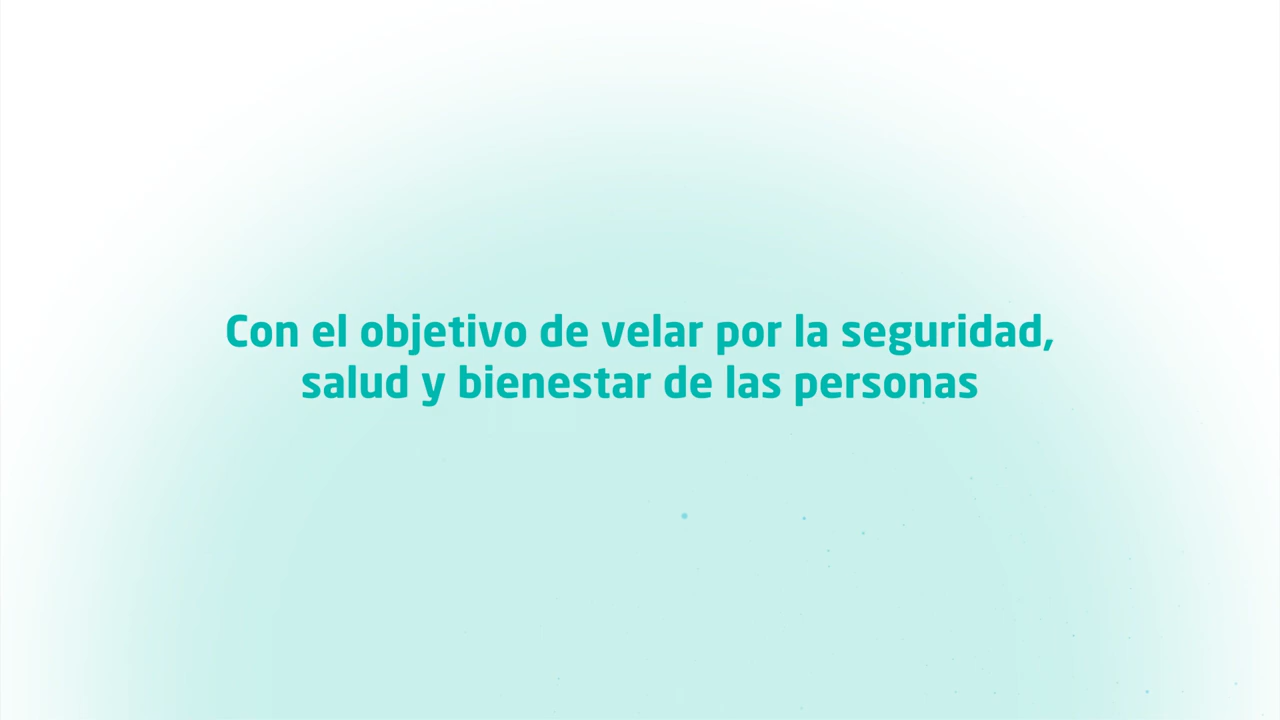 Con el objetivo de velar por la seguridad,
salud y bienestar de las personas